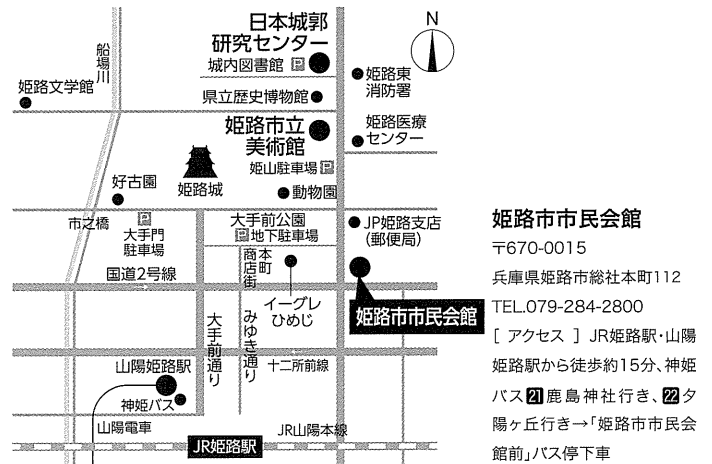 日本城郭
研究センター
N
城内図書館 P
船場川
姫路文学館
姫路東
消防署
県立歴史博物館
姫路市立
美術館
姫路医療
センター
姫山駐車場 P
姫路城
動物園
好古園
市之橋
P
大手門
駐車場
大手前公園
P 地下駐車場
JP姫路支店
(郵便局)
本町
商店街
国道2号線
イーグレ
ひめじ
姫路市市民会館
大手前通り
みゆき通り
十二所前線
山陽姫路駅
神姫バス
山陽電車
JR山陽本線
JR姫路駅
姫路市市民会館
〒670-0015
兵庫県姫路市総社本町112
TEL.079-284-2800
[ アクセス ] JR姫路駅・山陽
姫路駅から徒歩約15分、神姫
バス21鹿島神社行き、22夕
陽ヶ丘行き→「姫路市市民会
館前」バス停下車